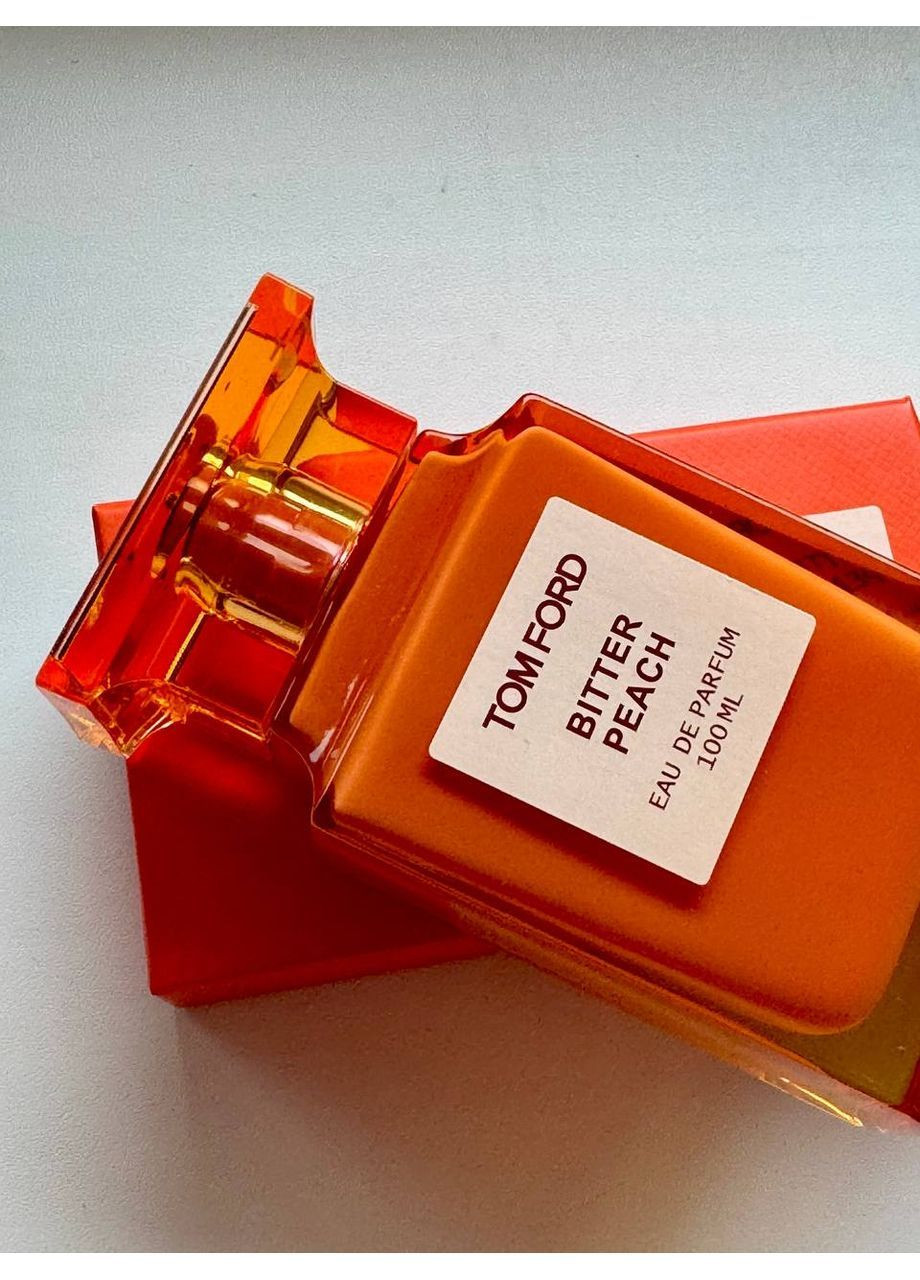 TOM FORD
BITTER
PEACH
EAU DE PARFUM
100 ML